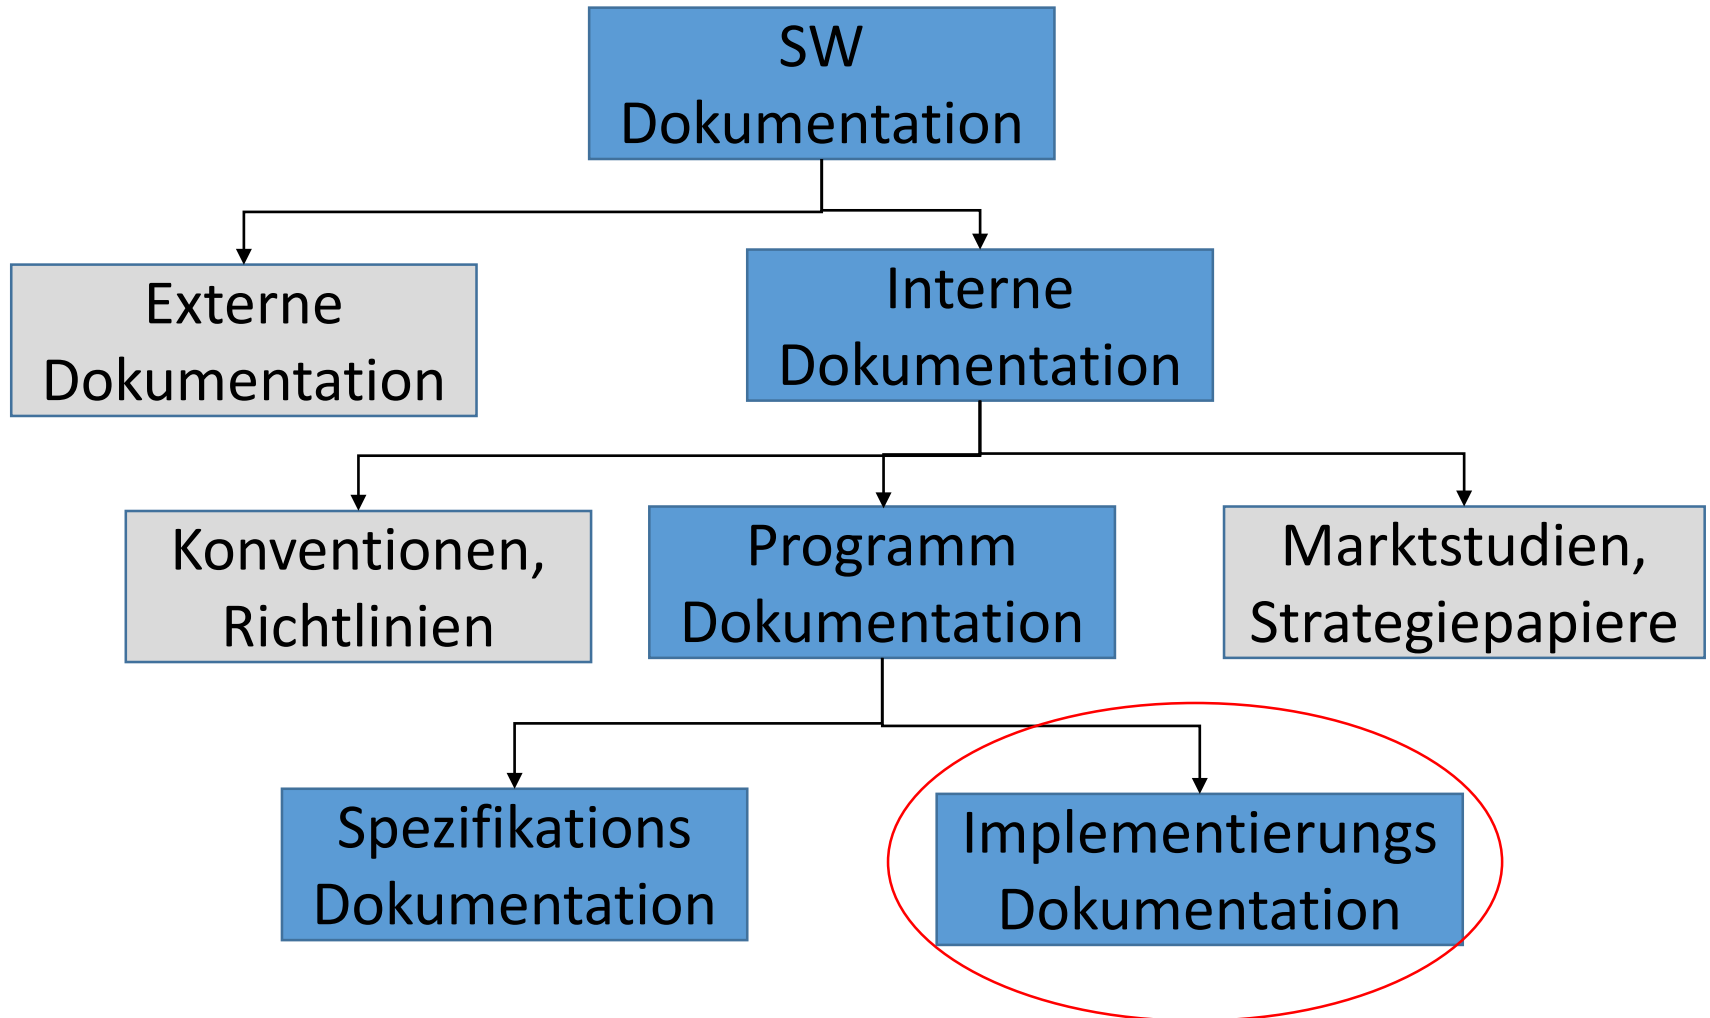 SW
Dokumentation
Externe
Dokumentation
Interne
Dokumentation
Konventionen,
Richtlinien
Programm
Dokumentation
Marktstudien,
Strategiepapiere
Spezifikations
Dokumentation
Implementierungs
Dokumentation